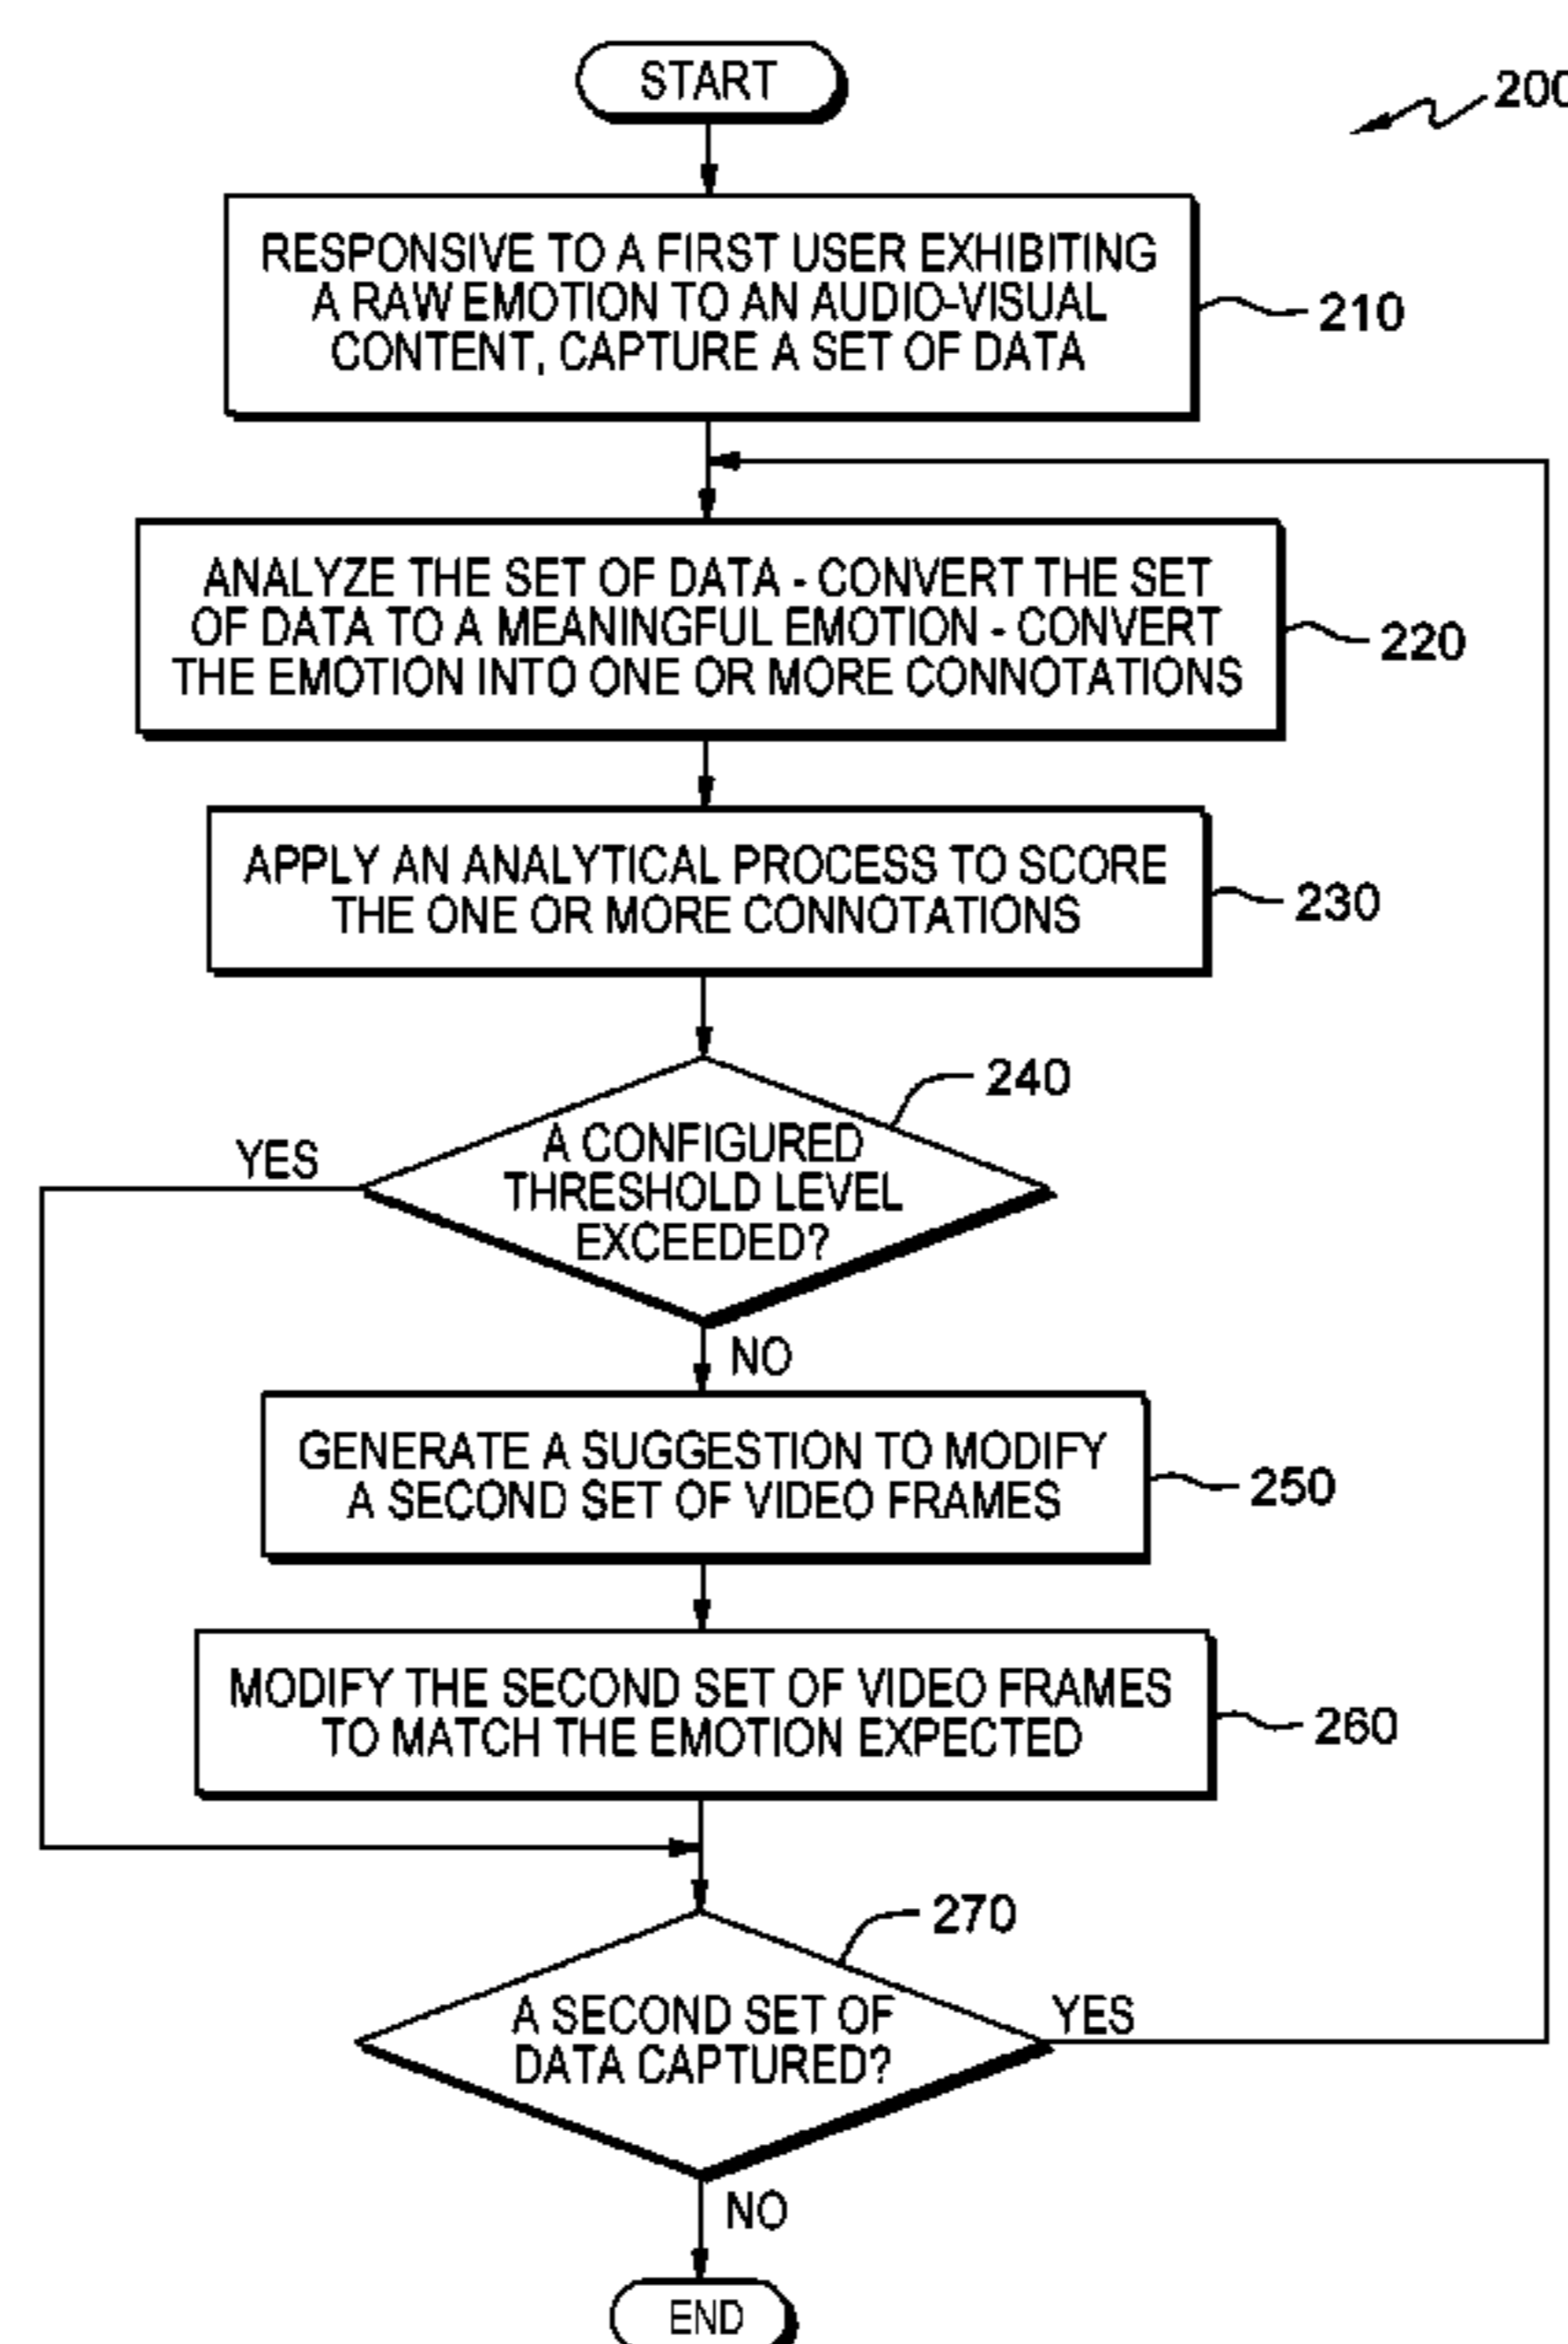 START
200
RESPONSIVE TO A FIRST USER EXHIBITING
A RAW EMOTION TO AN AUDIO-VISUAL
CONTENT, CAPTURE A SET OF DATA
210
ANALYZE THE SET OF DATA - CONVERT THE SET
OF DATA TO A MEANINGFUL EMOTION - CONVERT
THE EMOTION INTO ONE OR MORE CONNOTATIONS
220
APPLY AN ANALYTICAL PROCESS TO SCORE
THE ONE OR MORE CONNOTATIONS
230
240
A CONFIGURED
THRESHOLD LEVEL
EXCEEDED?
YES
NO
GENERATE A SUGGESTION TO MODIFY
A SECOND SET OF VIDEO FRAMES
250
MODIFY THE SECOND SET OF VIDEO FRAMES
TO MATCH THE EMOTION EXPECTED
260
270
A SECOND SET OF
DATA CAPTURED?
YES
NO
END